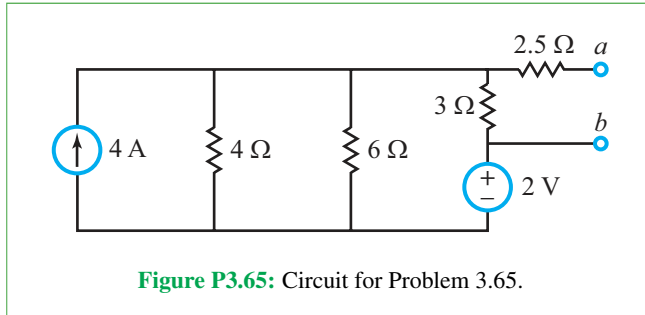 2.5 Ω a
3 Ω
b
4 A
4 Ω
6 Ω
+
−
2 V
Figure P3.65: Circuit for Problem 3.65.